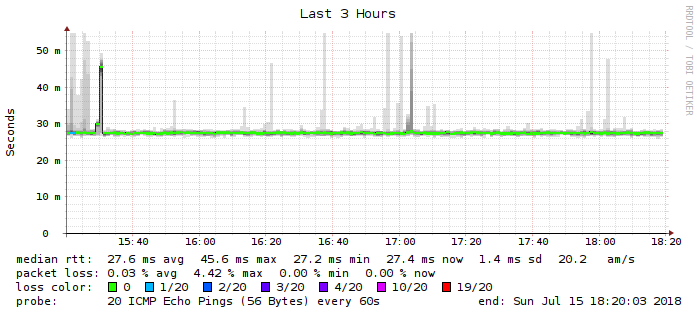 Last 3 Hours
RRDTOOL / TOBI OETIKER
Seconds
50 m
40 m
30 m
20 m
10 m
0
15:40 16:00 16:20 16:40 17:00 17:20 17:40 18:00 18:20
median rtt: 27.6 ms avg 45.6 ms max 27.2 ms min 27.4 ms now 1.4 ms sd 20.2 am/s
packet loss: 0.03 % avg 4.42 % max 0.00 % min 0.00 % now
loss color: 0 1/20 2/20 3/20 4/20 10/20 19/20
probe: 20 ICMP Echo Pings (56 Bytes) every 60s end: Sun Jul 15 18:20:03 2018